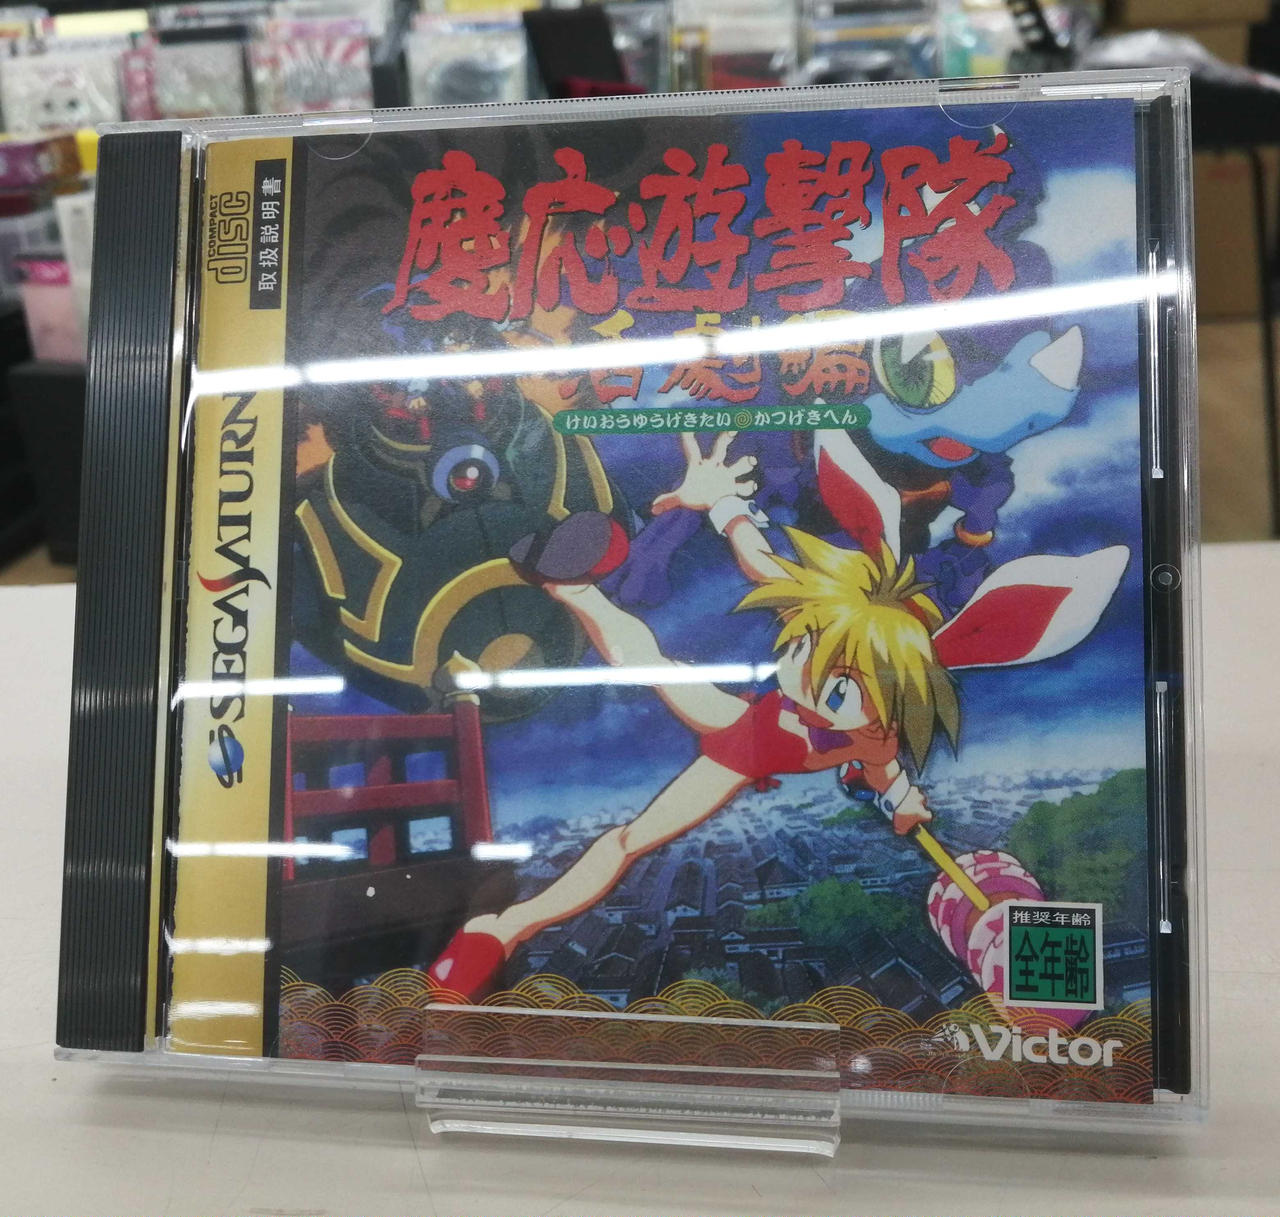 COMPACT
disc
取扱説明書
SEGA SATURN
慶応遊撃隊
活劇編
けいおうゆうげきたい かつげきへん
推奨年齢
全年齢
Victor